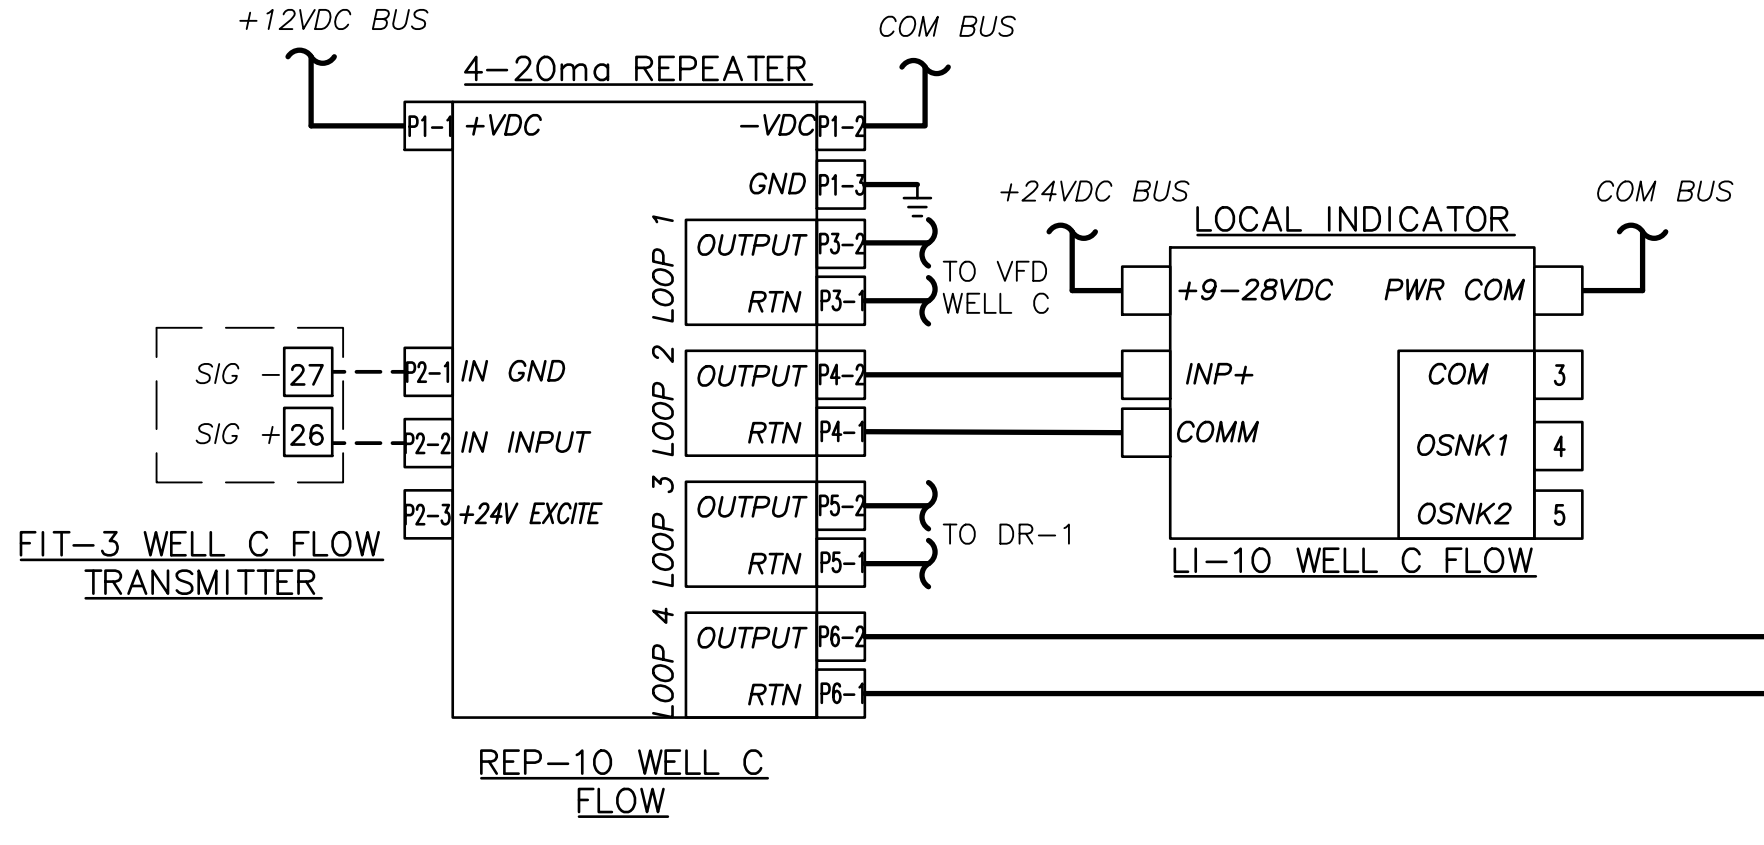 +12VDC BUS
COM BUS
4-20ma REPEATER
P1-1 +VDC
-VDC P1-2
GND P1-3
LOOP 1
OUTPUT P3-2
RTN P3-1
TO VFD
WELL C
SIG - 27
P2-1 IN GND
SIG + 26
P2-2 IN INPUT
P2-3 +24V EXCITE
FIT-3 WELL C FLOW
TRANSMITTER
LOOP 2
OUTPUT P4-2
RTN P4-1
LOOP 3
OUTPUT P5-2
RTN P5-1
TO DR-1
LOOP 4
OUTPUT P6-2
RTN P6-1
REP-10 WELL C
FLOW
+24VDC BUS
COM BUS
LOCAL INDICATOR
+9-28VDC PWR COM
INP+
COMM
COM 3
OSNK1 4
OSNK2 5
LI-10 WELL C FLOW